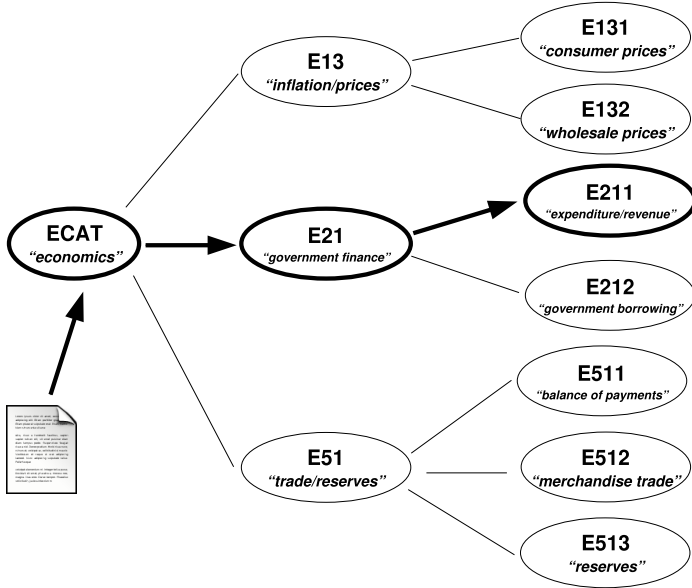 E131
“consumer prices”
E13
“inflation/prices”
E132
“wholesale prices”
E211
“expenditure/revenue”
ECAT
“economics”
E21
“government finance”
E212
“government borrowing”
E511
“balance of payments”
E51
“trade/reserves”
E512
“merchandise trade”
E513
“reserves”